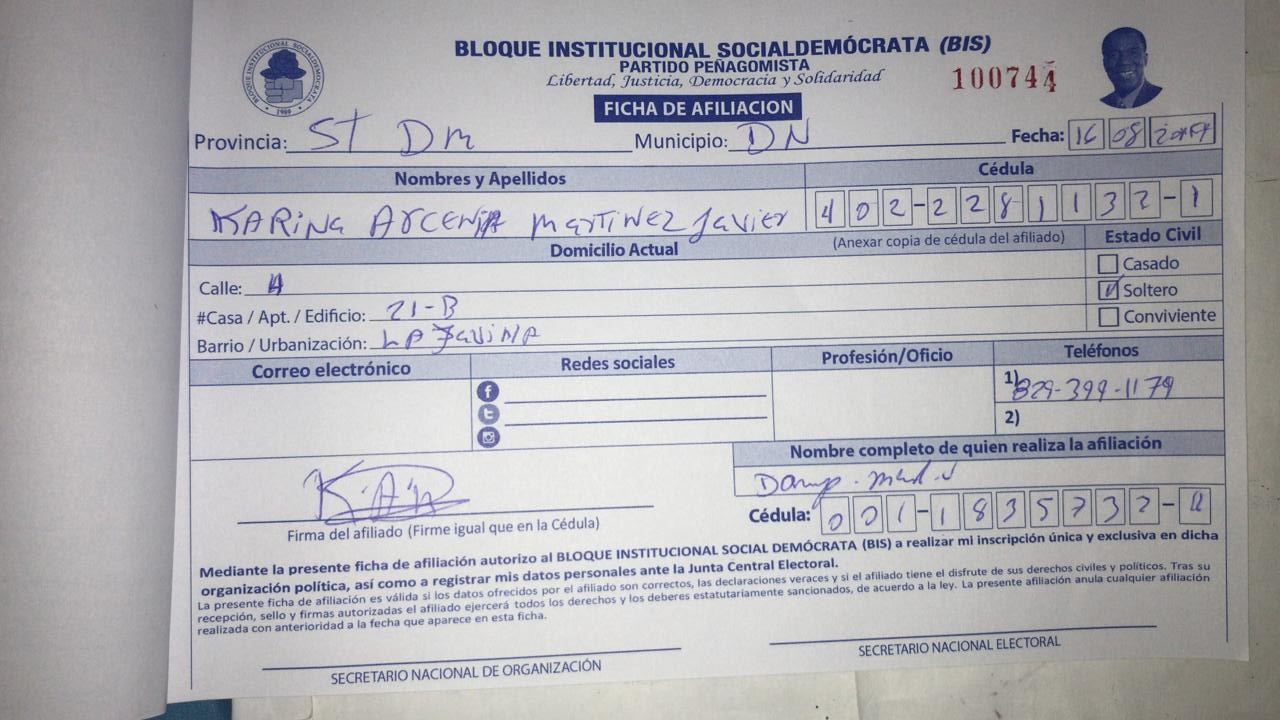 BLOQUE INSTITUCIONAL SOCIALDEMÓCRATA (BIS)
PARTIDO PEÑAGOMISTA
Libertad, Justicia, Democracia y Solidaridad
100744
FICHA DE AFILIACION
Provincia: ST Dm Municipio: DN Fecha: 16 08
Nombres y Apellidos Cédula
KARINA ArCENIA MARTINEZ Javier 402-2281132-1
Domicilio Actual (Anexar copia de cédula del afiliado) Estado Civil
Casado
Calle: 4
Soltero
#Casa / Apt. / Edificio: 21-B
Conviviente
Barrio / Urbanización: LA JaviNA
Correo electrónico Redes sociales Profesión/Oficio Teléfonos
1) 829-399-1179
2)
Nombre completo de quien realiza la afiliación
Firma del afiliado (Firme igual que en la Cédula)
Cédula: 001-1835732-
Mediante la presente ficha de afiliación autorizo al BLOQUE INSTITUCIONAL SOCIAL DEMÓCRATA (BIS) a realizar mi inscripción única y exclusiva en dicha
organización política, así como a registrar mis datos personales ante la Junta Central Electoral.
La presente ficha de afiliación es válida si los datos ofrecidos por el afiliado son correctos, las declaraciones veraces y si el afiliado tiene el disfrute de sus derechos civiles y políticos. Tras su
recepción, sello y firmas autorizadas el afiliado ejercerá todos los derechos y los deberes estatutariamente sancionados, de acuerdo a la ley. La presente afiliación anula cualquier afiliación
realizada con anterioridad a la fecha que aparece en esta ficha.
SECRETARIO NACIONAL DE ORGANIZACIÓN
SECRETARIO NACIONAL ELECTORAL